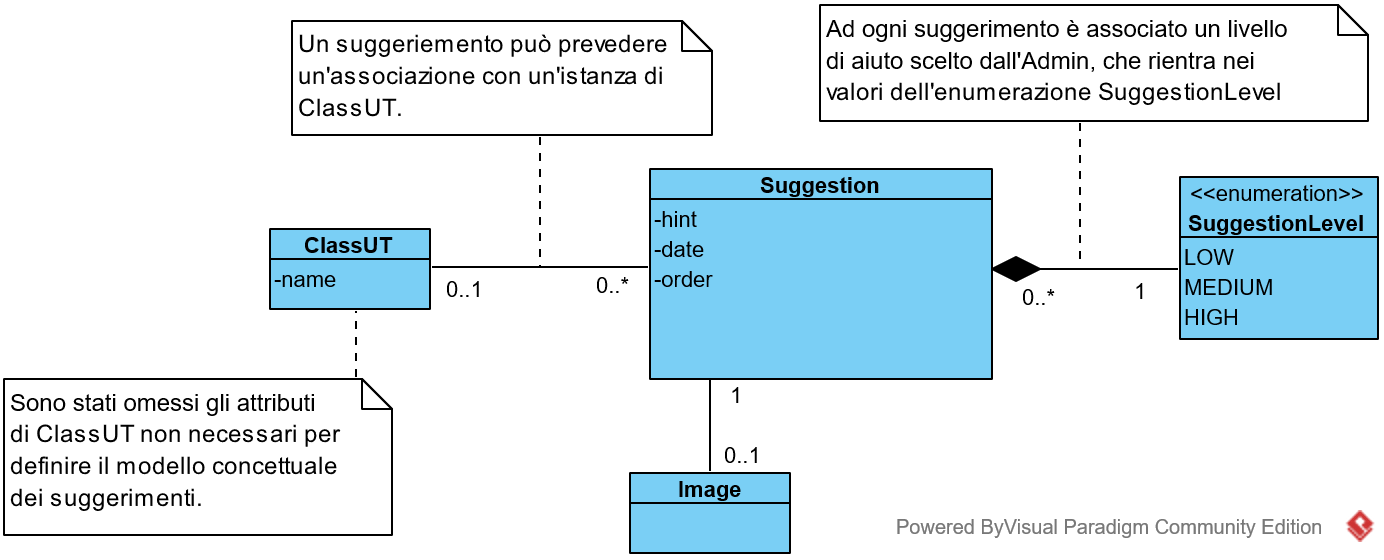 Un suggeriemento può prevedere
un'associazione con un'istanza di
ClassUT.
Ad ogni suggerimento è associato un livello
di aiuto scelto dall'Admin, che rientra nei
valori dell'enumerazione SuggestionLevel
Suggestion
-hint
-date
-order
<<enumeration>>
SuggestionLevel
LOW
MEDIUM
HIGH
ClassUT
-name
0..1
0..*
0..*
1
1
0..1
Sono stati omessi gli attributi
di ClassUT non necessari per
definire il modello concettuale
dei suggerimenti.
Image
Powered ByVisual Paradigm Community Edition